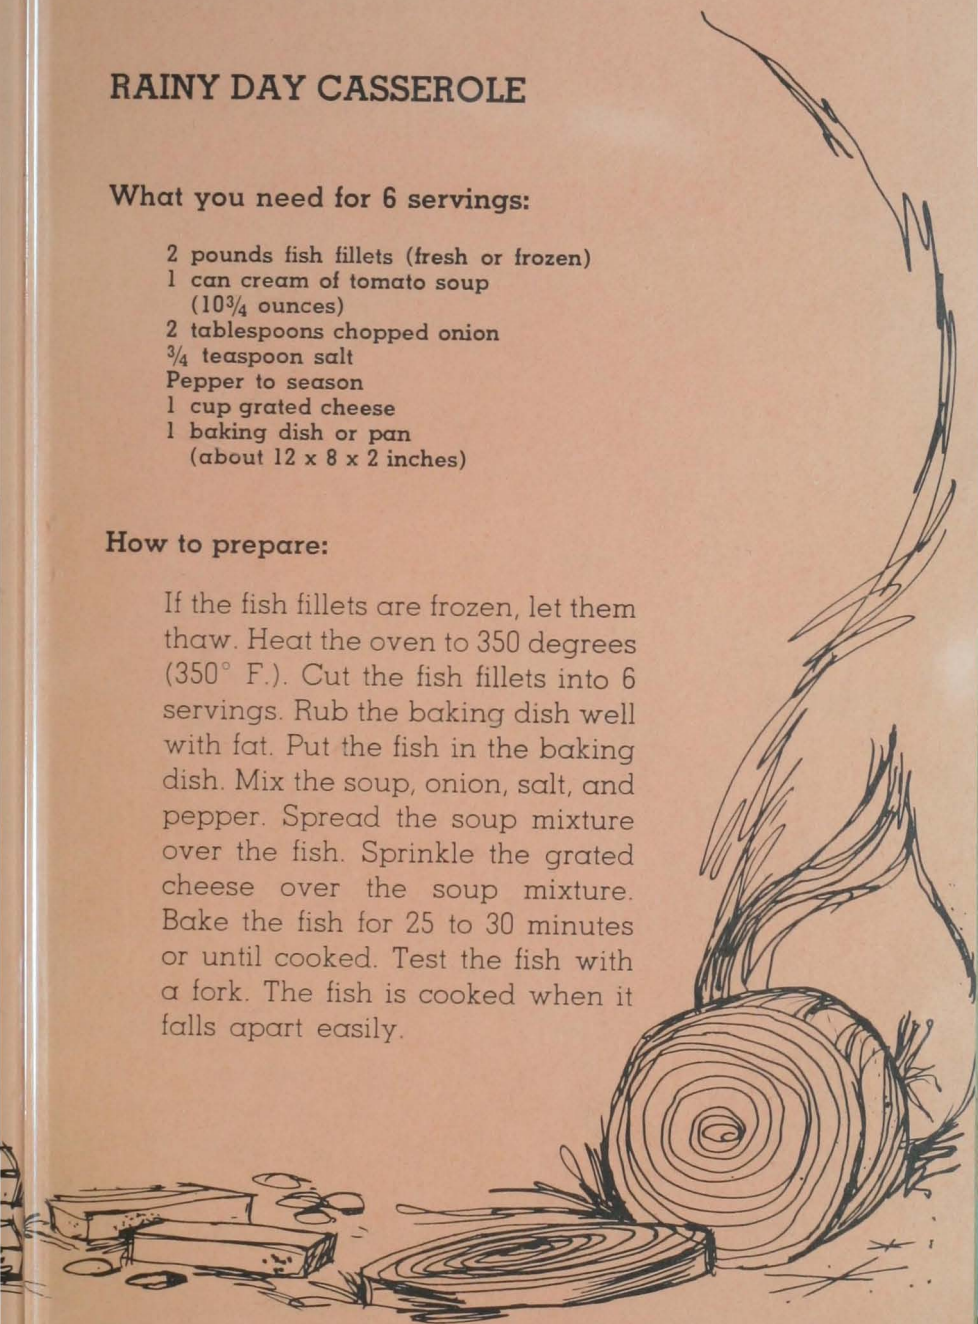 RAINY DAY CASSEROLE
What you need for 6 servings:
2 pounds fish fillets (fresh or frozen)
1 can cream of tomato soup
(10¾ ounces)
2 tablespoons chopped onion
¾ teaspoon salt
Pepper to season
1 cup grated cheese
1 baking dish or pan
(about 12 x 8 x 2 inches)
How to prepare:
If the fish fillets are frozen, let them
thaw. Heat the oven to 350 degrees
(350° F.). Cut the fish fillets into 6
servings. Rub the baking dish well
with fat. Put the fish in the baking
dish. Mix the soup, onion, salt, and
pepper. Spread the soup mixture
over the fish. Sprinkle the grated
cheese over the soup mixture.
Bake the fish for 25 to 30 minutes
or until cooked. Test the fish with
a fork. The fish is cooked when it
falls apart easily.